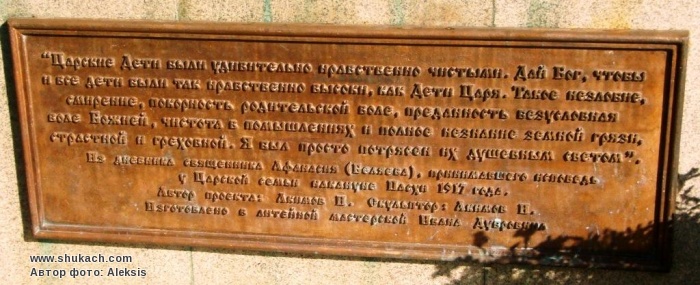 "Царские Дети были удивительно нравственно чистыми. Дай Бог, чтобы
и все дети были так нравственно высоки, как Дети Царя. Такое незлобие,
смирение, покорность родительской воле, преданность безусловная
воле Божией, чистота в помышлениях и полное незнание земной грязи,
страстной и греховной. Я был просто потрясен их душевным светом".
Из дневника священника Афанасия (Беляева), принимавшего исповедь
у Царской семьи накануне Пасхи 1917 года.
Автор проекта: Акимов П. Скульптор: Акимов П.
Изготовлено в литейной мастерской Ивана Дубровина
www.shukach.com
Автор фото: Aleksis